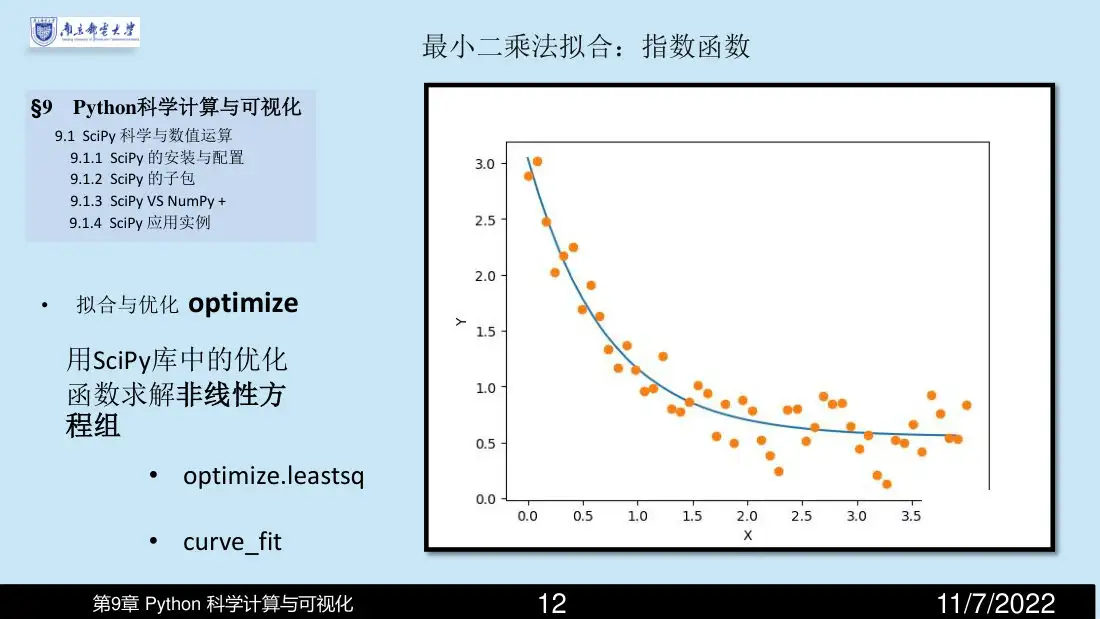 南京邮电大学
最小二乘法拟合：指数函数
§9 Python科学计算与可视化
9.1 SciPy 科学与数值运算
9.1.1 SciPy 的安装与配置
9.1.2 SciPy 的子包
9.1.3 SciPy VS NumPy +
9.1.4 SciPy 应用实例
• 拟合与优化 optimize
用SciPy库中的优化
函数求解非线性方
程组
• optimize.leastsq
• curve_fit
3.0
2.5
2.0
1.5
1.0
0.5
0.0
Y
0.0 0.5 1.0 1.5 2.0 2.5 3.0 3.5
X
第9章 Python 科学计算与可视化
12
11/7/2022